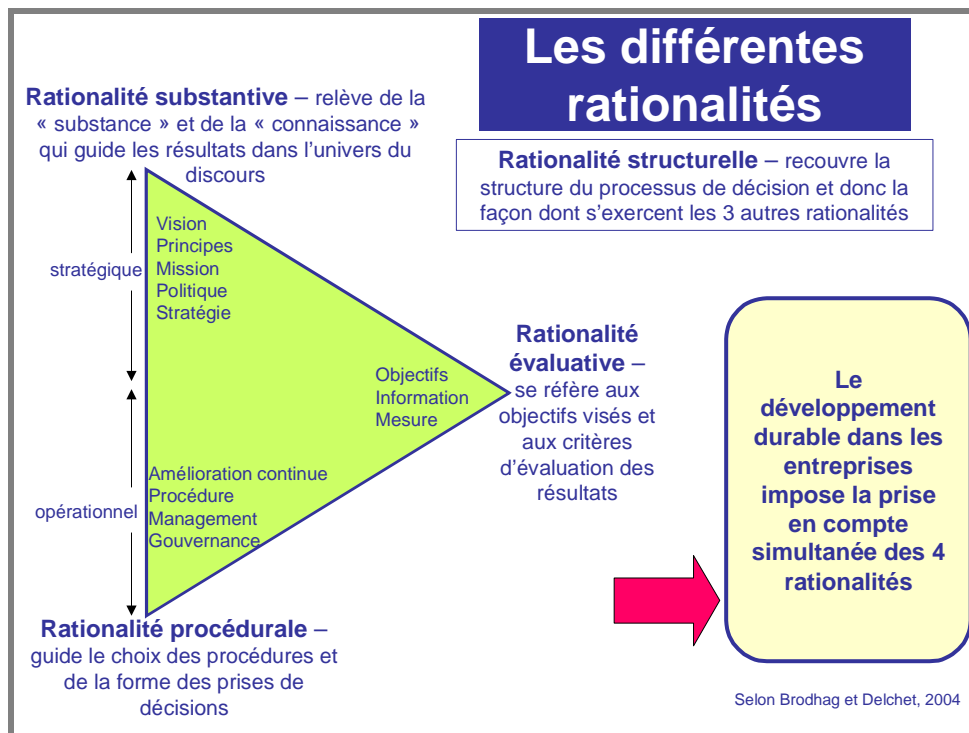 Les différentes
rationalités
Rationalité substantive – relève de la
« substance » et de la « connaissance »
qui guide les résultats dans l’univers du
discours
Rationalité structurelle – recouvre la
structure du processus de décision et donc la
façon dont s’exercent les 3 autres rationalités
stratégique
Vision
Principes
Mission
Politique
Stratégie
Objectifs
Information
Mesure
Rationalité
évaluative –
se réfère aux
objectifs visés et
aux critères
d’évaluation des
résultats
opérationnel
Amélioration continue
Procédure
Management
Gouvernance
Le
développement
durable dans les
entreprises
impose la prise
en compte
simultanée des 4
rationalités
Rationalité procédurale –
guide le choix des procédures et
de la forme des prises de
décisions
Selon Brodhag et Delchet, 2004